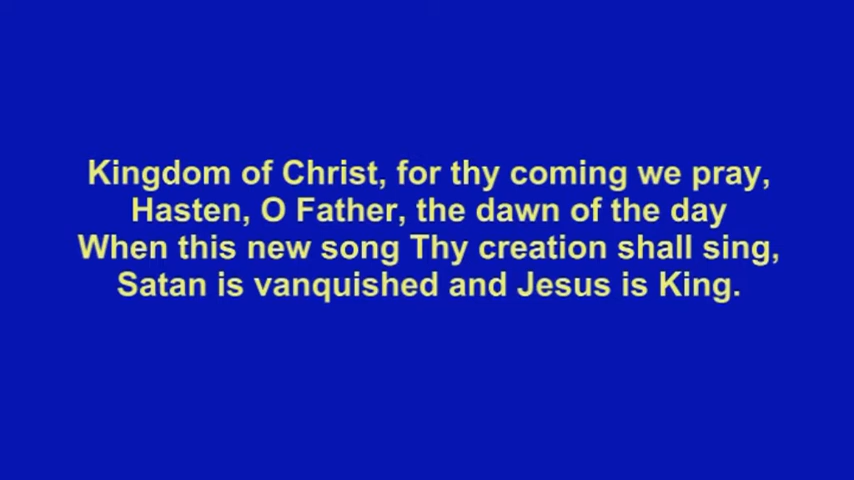 Kingdom of Christ, for thy coming we pray,
Hasten, O Father, the dawn of the day
When this new song Thy creation shall sing,
Satan is vanquished and Jesus is King.